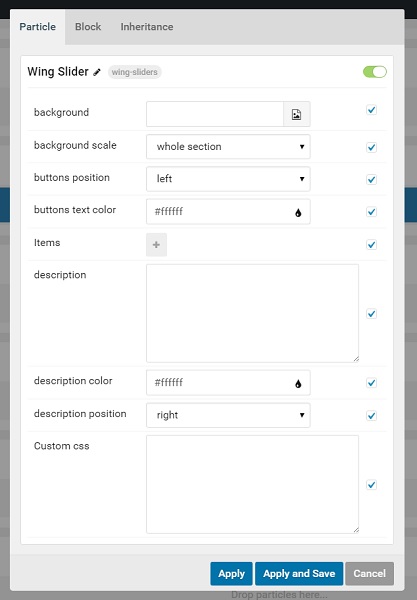 Particle Block Inheritance
Wing Slider wing-sliders
background
background scale whole section
buttons position left
buttons text color #ffffff
Items +
description
description color #ffffff
description position right
Custom css
Apply Apply and Save Cancel
Drop particles here...